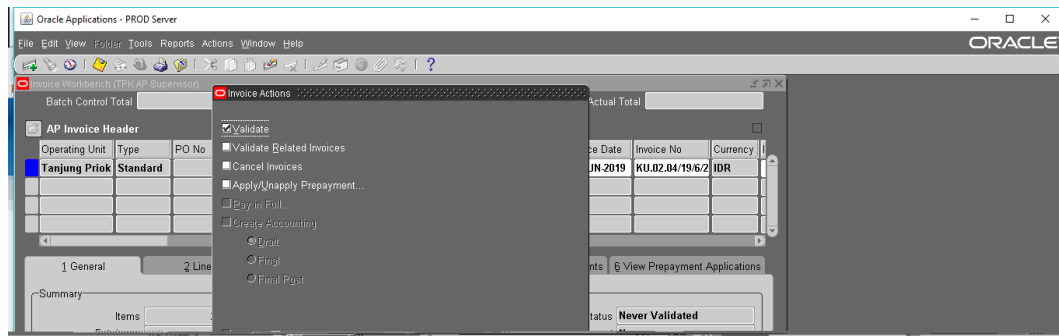 Oracle Applications - PROD Server
File Edit View Folder Tools Reports Actions Window Help
ORACLE
Invoice Workbench (TPK AP Supervisor)
Invoice Actions
Batch Control Total
Actual Total
AP Invoice Header
Validate
Operating Unit Type PO No
Validate Related Invoices
ce Date Invoice No Currency
Tanjung Priok Standard
Cancel Invoices
UN-2019 KU.02.04/19/6/2 IDR
Apply/Unapply Prepayment...
Pay in Full...
Create Accounting
Draft
Final
Final Post
1 General
2 Line
nts
6 View Prepayment Applications
Summary
Items
tatus Never Validated